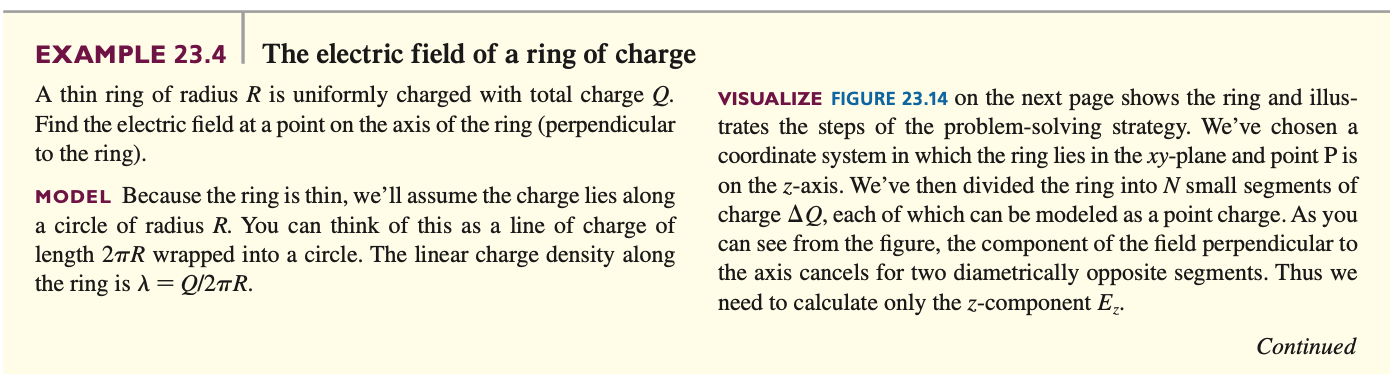 EXAMPLE 23.4 The electric field of a ring of charge
A thin ring of radius R is uniformly charged with total charge Q.
Find the electric field at a point on the axis of the ring (perpendicular
to the ring).
MODEL Because the ring is thin, we’ll assume the charge lies along
a circle of radius R. You can think of this as a line of charge of
length 2πR wrapped into a circle. The linear charge density along
the ring is λ = Q/2πR.
VISUALIZE FIGURE 23.14 on the next page shows the ring and illus-
trates the steps of the problem-solving strategy. We’ve chosen a
coordinate system in which the ring lies in the xy-plane and point P is
on the z-axis. We’ve then divided the ring into N small segments of
charge ΔQ, each of which can be modeled as a point charge. As you
can see from the figure, the component of the field perpendicular to
the axis cancels for two diametrically opposite segments. Thus we
need to calculate only the z-component E_z.
Continued